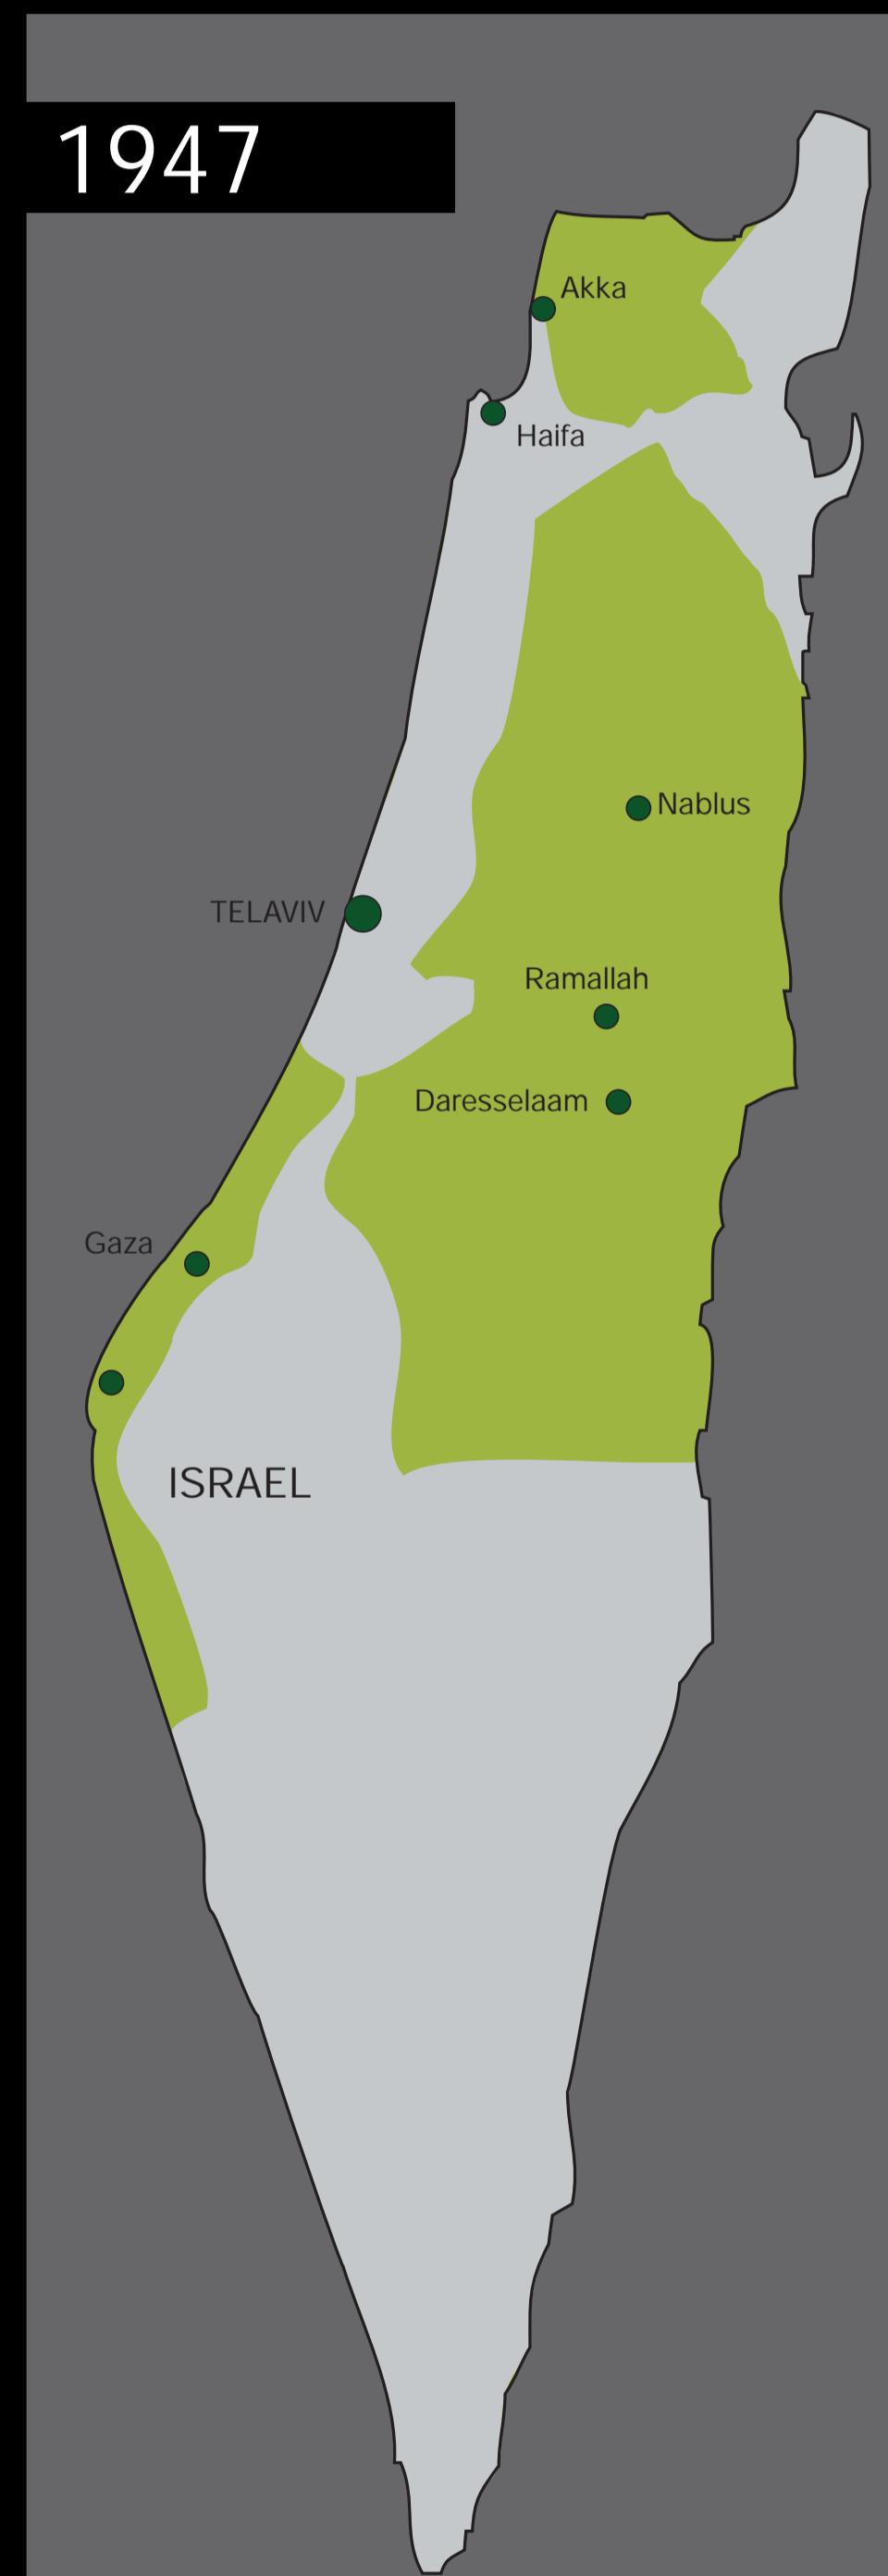 1947
Akka
Haifa
Nablus
TELAVIV
Ramallah
Daresselaam
Gaza
ISRAEL